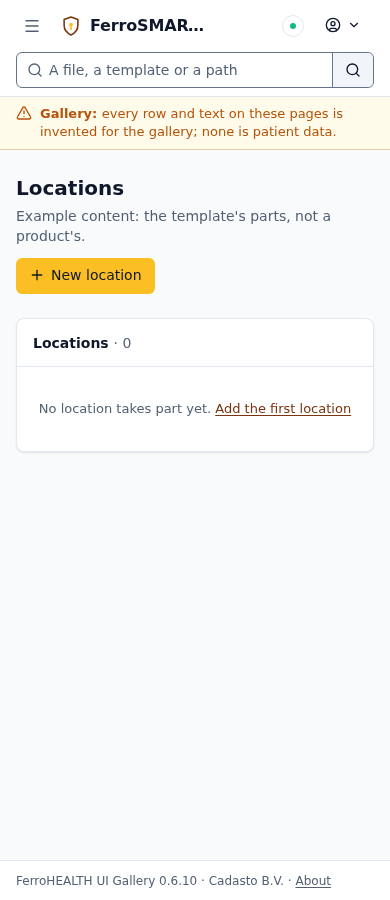 FerroSMAR...
A file, a template or a path
Gallery: every row and text on these pages is
invented for the gallery; none is patient data.
Locations
Example content: the template's parts, not a
product's.
New location
Locations · 0
No location takes part yet. Add the first location
FerroHEALTH UI Gallery 0.6.10 · Cadasto B.V. · About